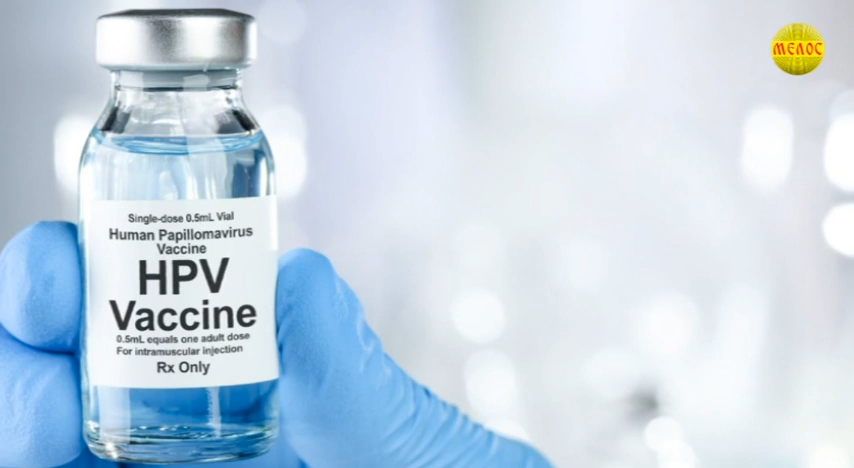 МЕЛОС
Single-dose 0.5mL Vial
Human Papillomavirus
Vaccine
HPV
Vaccine
0.5mL equals one adult dose
For intramuscular injection
Rx Only